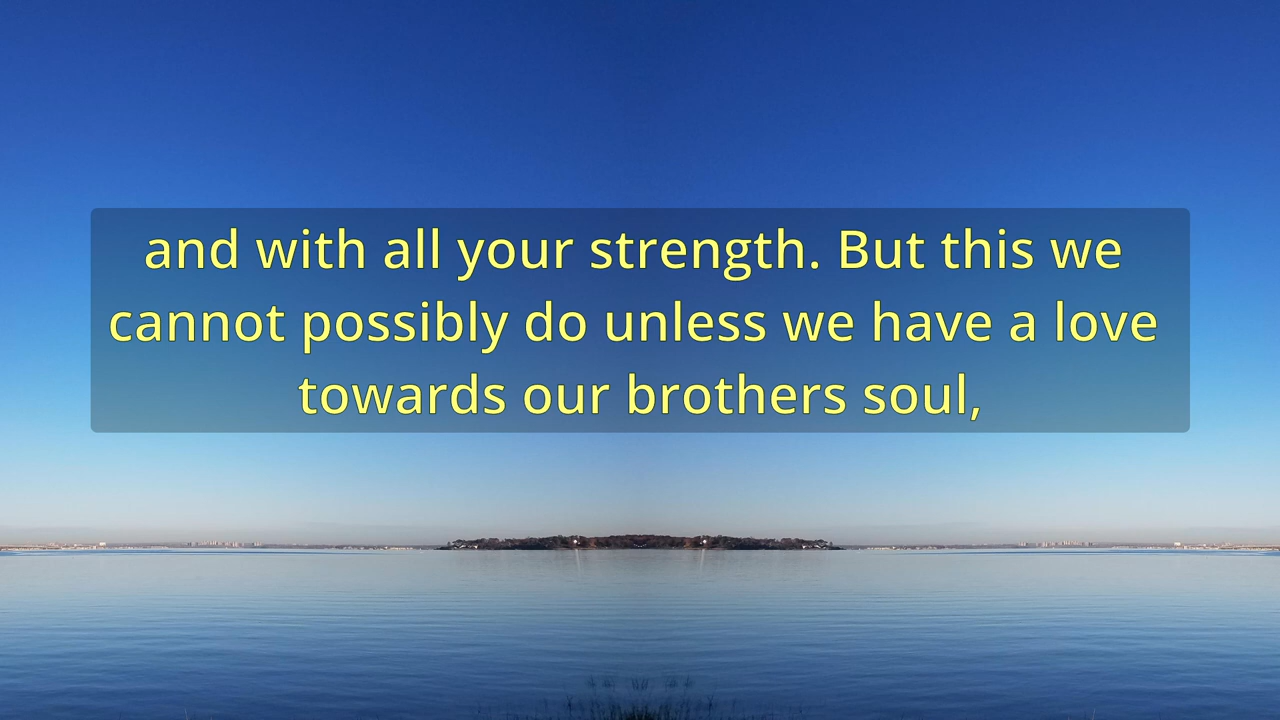 and with all your strength. But this we
cannot possibly do unless we have a love
towards our brothers soul,